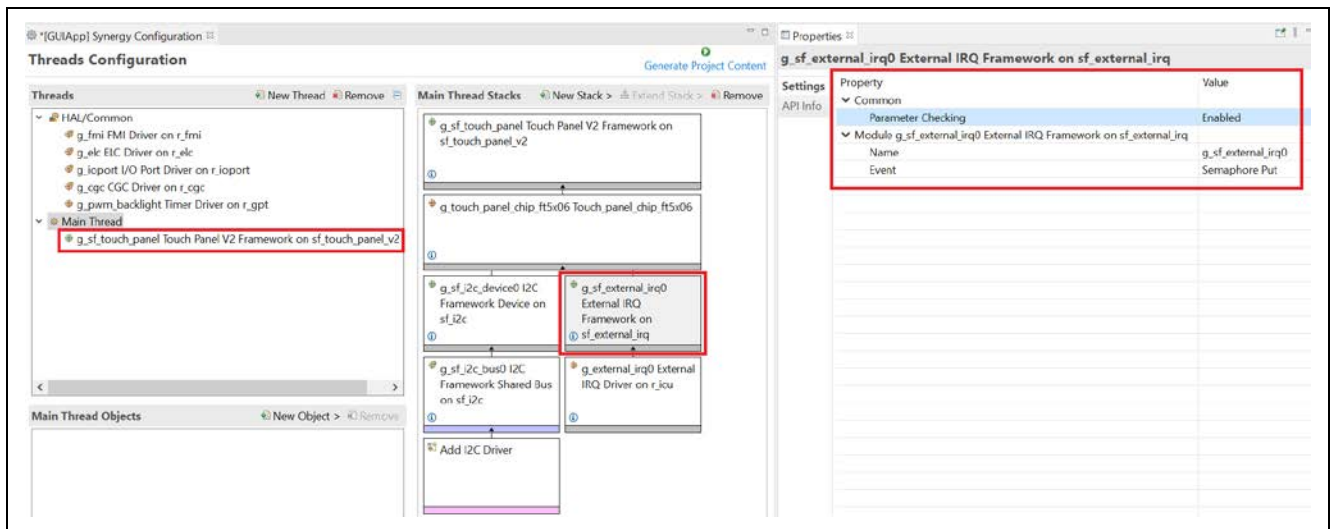 *[GUIApp] Synergy Configuration
Threads Configuration
Generate Project Content
Threads
New Thread
Remove
HAL/Common
g_fmi FMI Driver on r_fmi
g_elc ELC Driver on r_elc
g_ioport I/O Port Driver on r_ioport
g_cgc CGC Driver on r_cgc
g_pwm_backlight Timer Driver on r_gpt
Main Thread
g_sf_touch_panel Touch Panel V2 Framework on sf_touch_panel_v2
Main Thread Objects
New Object >
Remove
Main Thread Stacks
New Stack >
Extend Stack >
Remove
g_sf_touch_panel Touch Panel V2 Framework on
sf_touch_panel_v2
g_touch_panel_chip_ft5x06 Touch_panel_chip_ft5x06
g_sf_i2c_device0 I2C
Framework Device on
sf_i2c
g_sf_external_irq0
External IRQ
Framework on
sf_external_irq
g_sf_i2c_bus0 I2C
Framework Shared Bus
on sf_i2c
g_external_irq0 External
IRQ Driver on r_icu
Add I2C Driver
Properties
g_sf_external_irq0 External IRQ Framework on sf_external_irq
Settings
API Info
Property Value
Common
Parameter Checking Enabled
Module g_sf_external_irq0 External IRQ Framework on sf_external_irq
Name g_sf_external_irq0
Event Semaphore Put